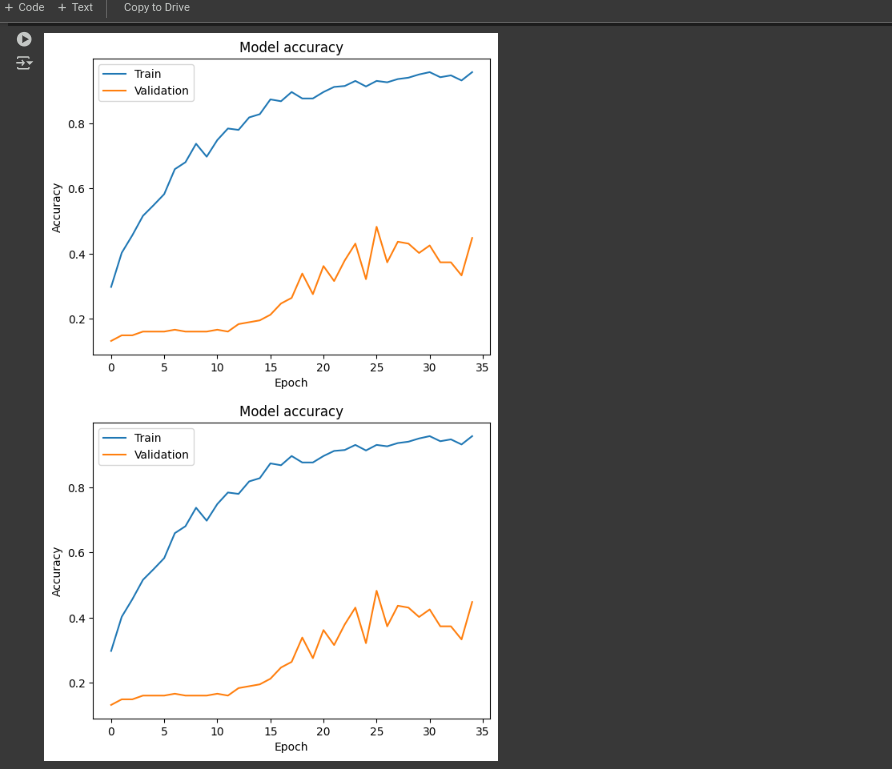 + Code + Text Copy to Drive
Model accuracy
Train
Validation
0.8
0.6
0.4
0.2
Accuracy
0 5 10 15 20 25 30 35
Epoch
Model accuracy
Train
Validation
0.8
0.6
0.4
0.2
Accuracy
0 5 10 15 20 25 30 35
Epoch